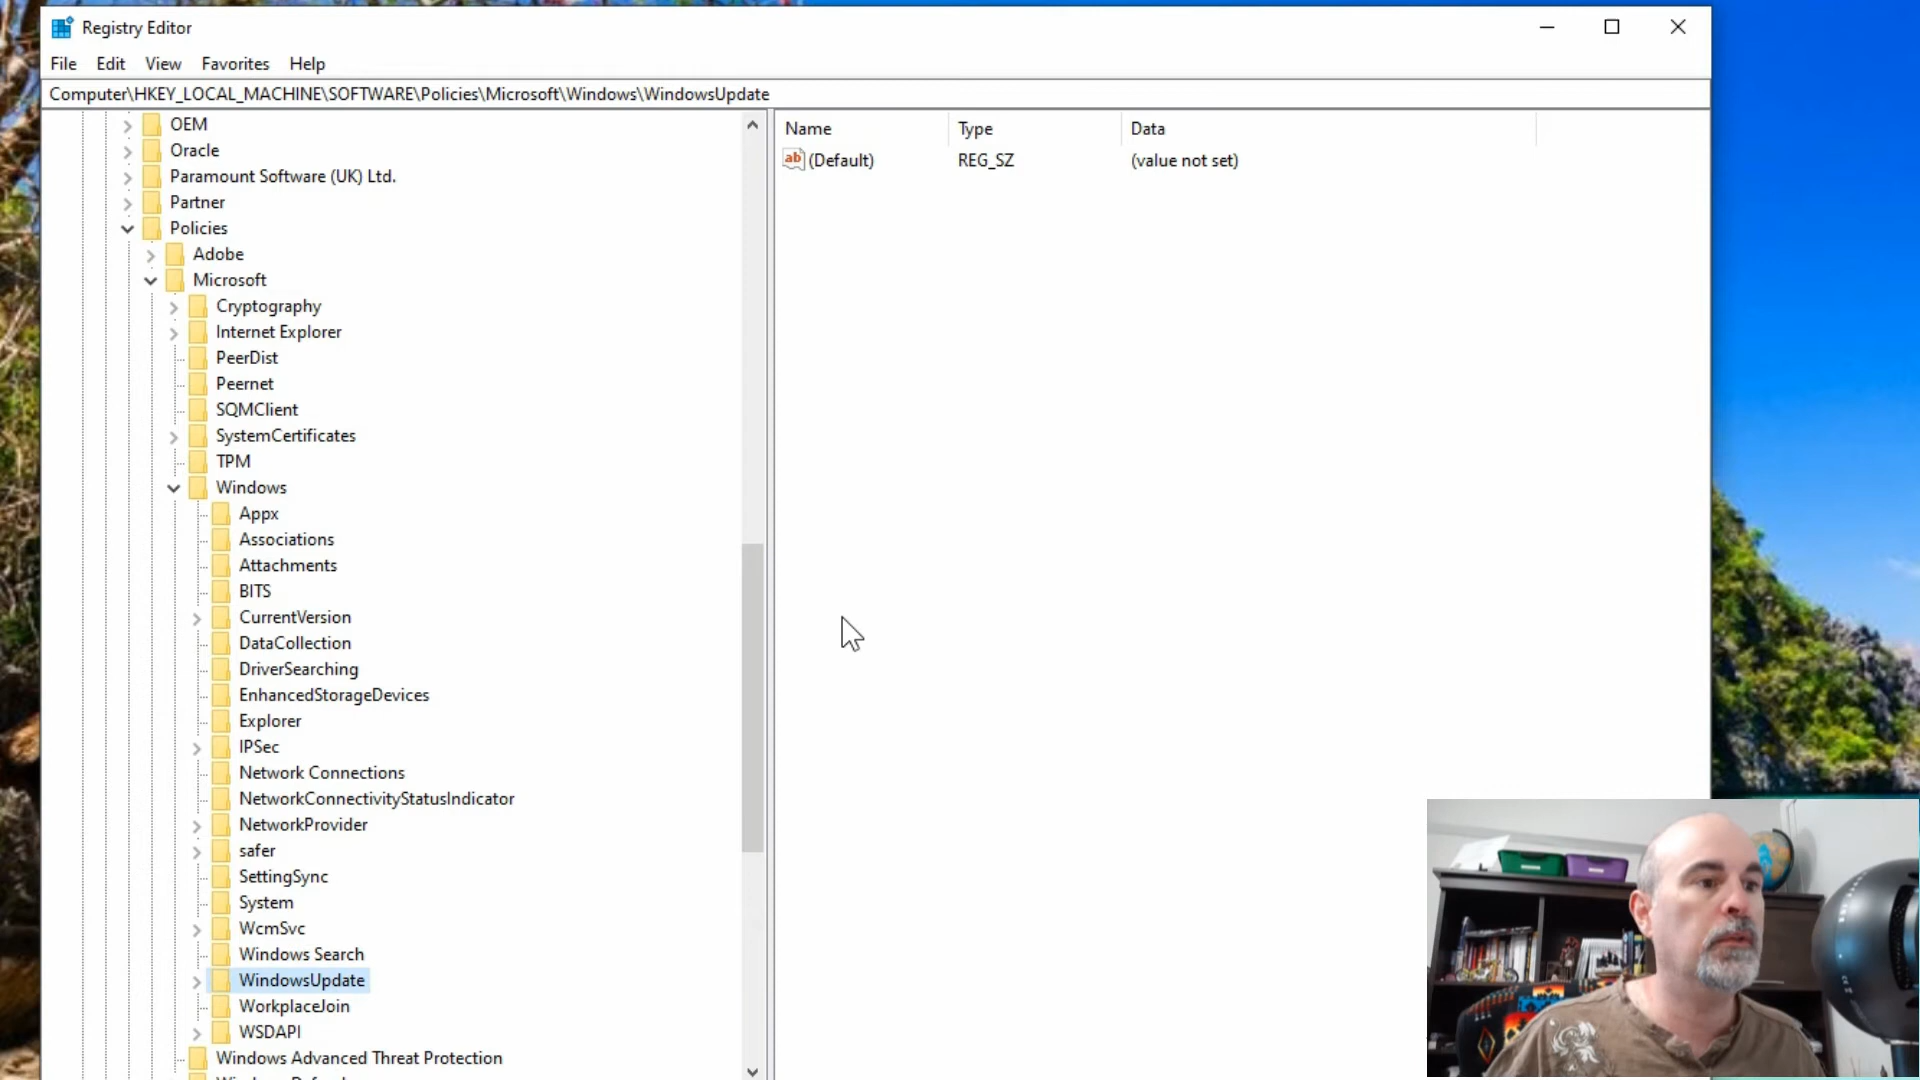 Registry Editor
File Edit View Favorites Help
Computer\HKEY_LOCAL_MACHINE\SOFTWARE\Policies\Microsoft\Windows\WindowsUpdate
OEM
Oracle
Paramount Software (UK) Ltd.
Partner
Policies
Adobe
Microsoft
Cryptography
Internet Explorer
PeerDist
Peernet
SQMClient
SystemCertificates
TPM
Windows
Appx
Associations
Attachments
BITS
CurrentVersion
DataCollection
DriverSearching
EnhancedStorageDevices
Explorer
IPSec
Network Connections
NetworkConnectivityStatusIndicator
NetworkProvider
safer
SettingSync
System
WcmSvc
Windows Search
WindowsUpdate
WorkplaceJoin
WSDAPI
Windows Advanced Threat Protection
Name Type Data
ab (Default) REG_SZ (value not set)